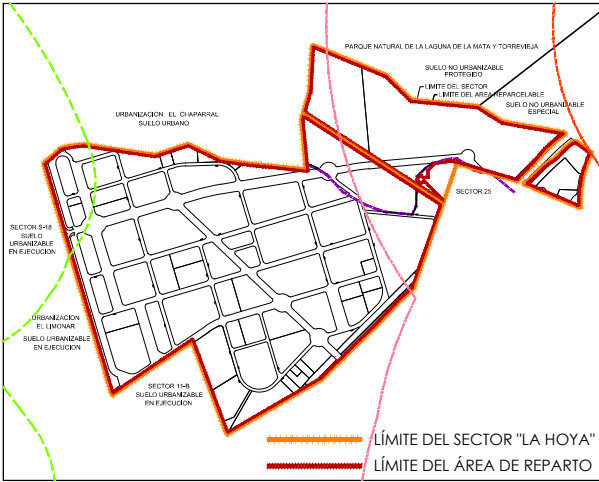 PARQUE NATURAL DE LA LAGUNA DE LA MATA Y TORREVIEJA
SUELO NO URBANIZABLE
PROTEGIDO
LIMITE DEL SECTOR
LIMITE DEL AREA REPARCELABLE
SUELO NO URBANIZABLE
ESPECIAL
URBANIZACION EL CHAPARRAL
SUELO URBANO
SECTOR 25
SECTOR S-18
SUELO
URBANIZABLE
EN EJECUCION
URBANIZACION
EL LIMONAR
SUELO URBANIZABLE
EN EJECUCION
SECTOR 11-B
SUELO URBANIZABLE
EN EJECUCIÓN
LÍMITE DEL SECTOR "LA HOYA"
LÍMITE DEL ÁREA DE REPARTO